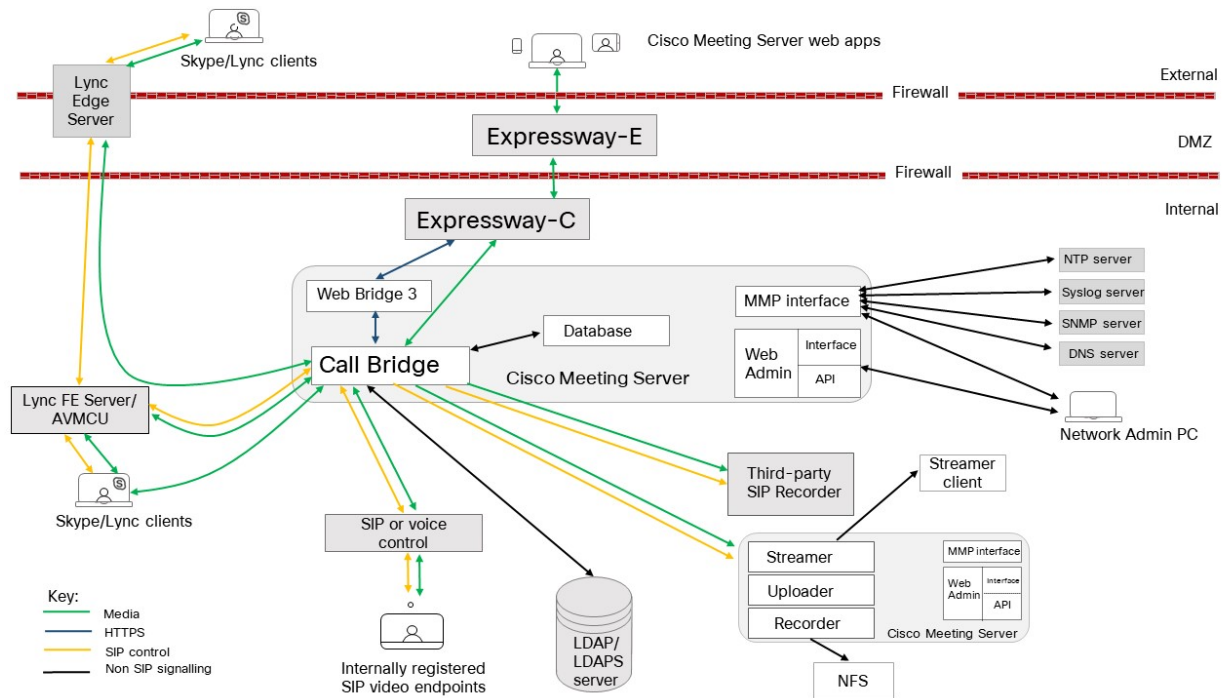 Skype/Lync clients
Cisco Meeting Server web apps
Lync
Edge
Server
External
Firewall
Expressway-E
DMZ
Firewall
Expressway-C
Internal
Web Bridge 3
MMP interface
NTP server
Syslog server
SNMP server
DNS server
Database
Call Bridge
Cisco Meeting Server
Web
Admin
Interface
API
Lync FE Server/
AVMCU
Network Admin PC
Skype/Lync clients
Third-party
SIP Recorder
Streamer
client
SIP or voice
control
Streamer
Uploader
Recorder
MMP interface
Web
Admin
Interface
API
Cisco Meeting Server
Key:
Media
HTTPS
SIP control
Non SIP signalling
Internally registered
SIP video endpoints
LDAP/
LDAPS
server
NFS